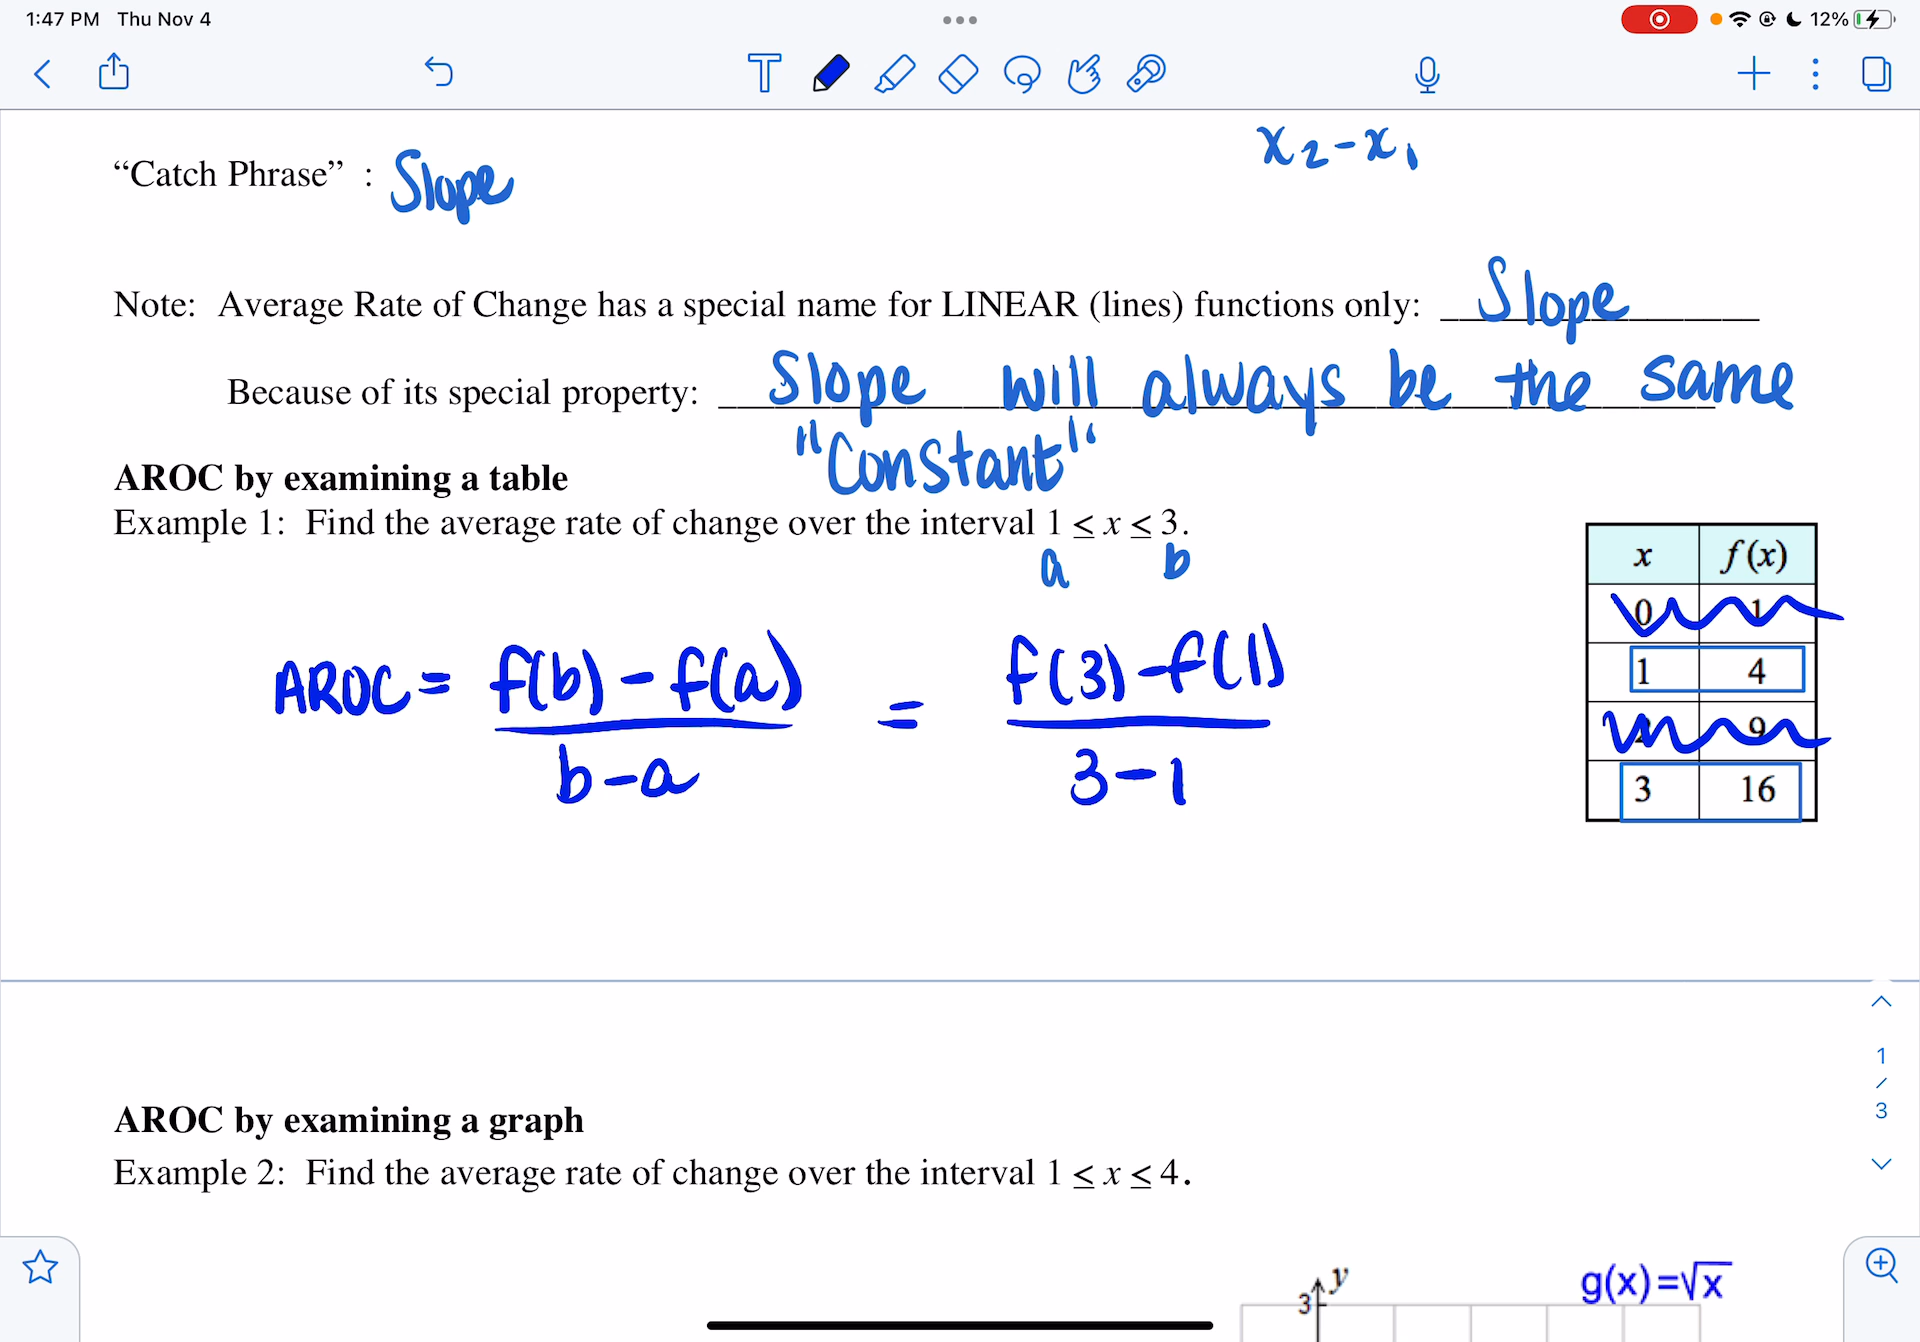 1:47 PM Thu Nov 4
12%
x₂-x₁
“Catch Phrase” : Slope
Note: Average Rate of Change has a special name for LINEAR (lines) functions only: Slope
Because of its special property: Slope will always be the same
"Constant"
AROC by examining a table
Example 1: Find the average rate of change over the interval 1 ≤ x ≤ 3.
a b
x f(x)
0 1
1 4
2 9
3 16
AROC = f(b) - f(a) = f(3) - f(1)
b-a 3-1
1
/
3
AROC by examining a graph
Example 2: Find the average rate of change over the interval 1 ≤ x ≤ 4.
g(x)=√x
y
3